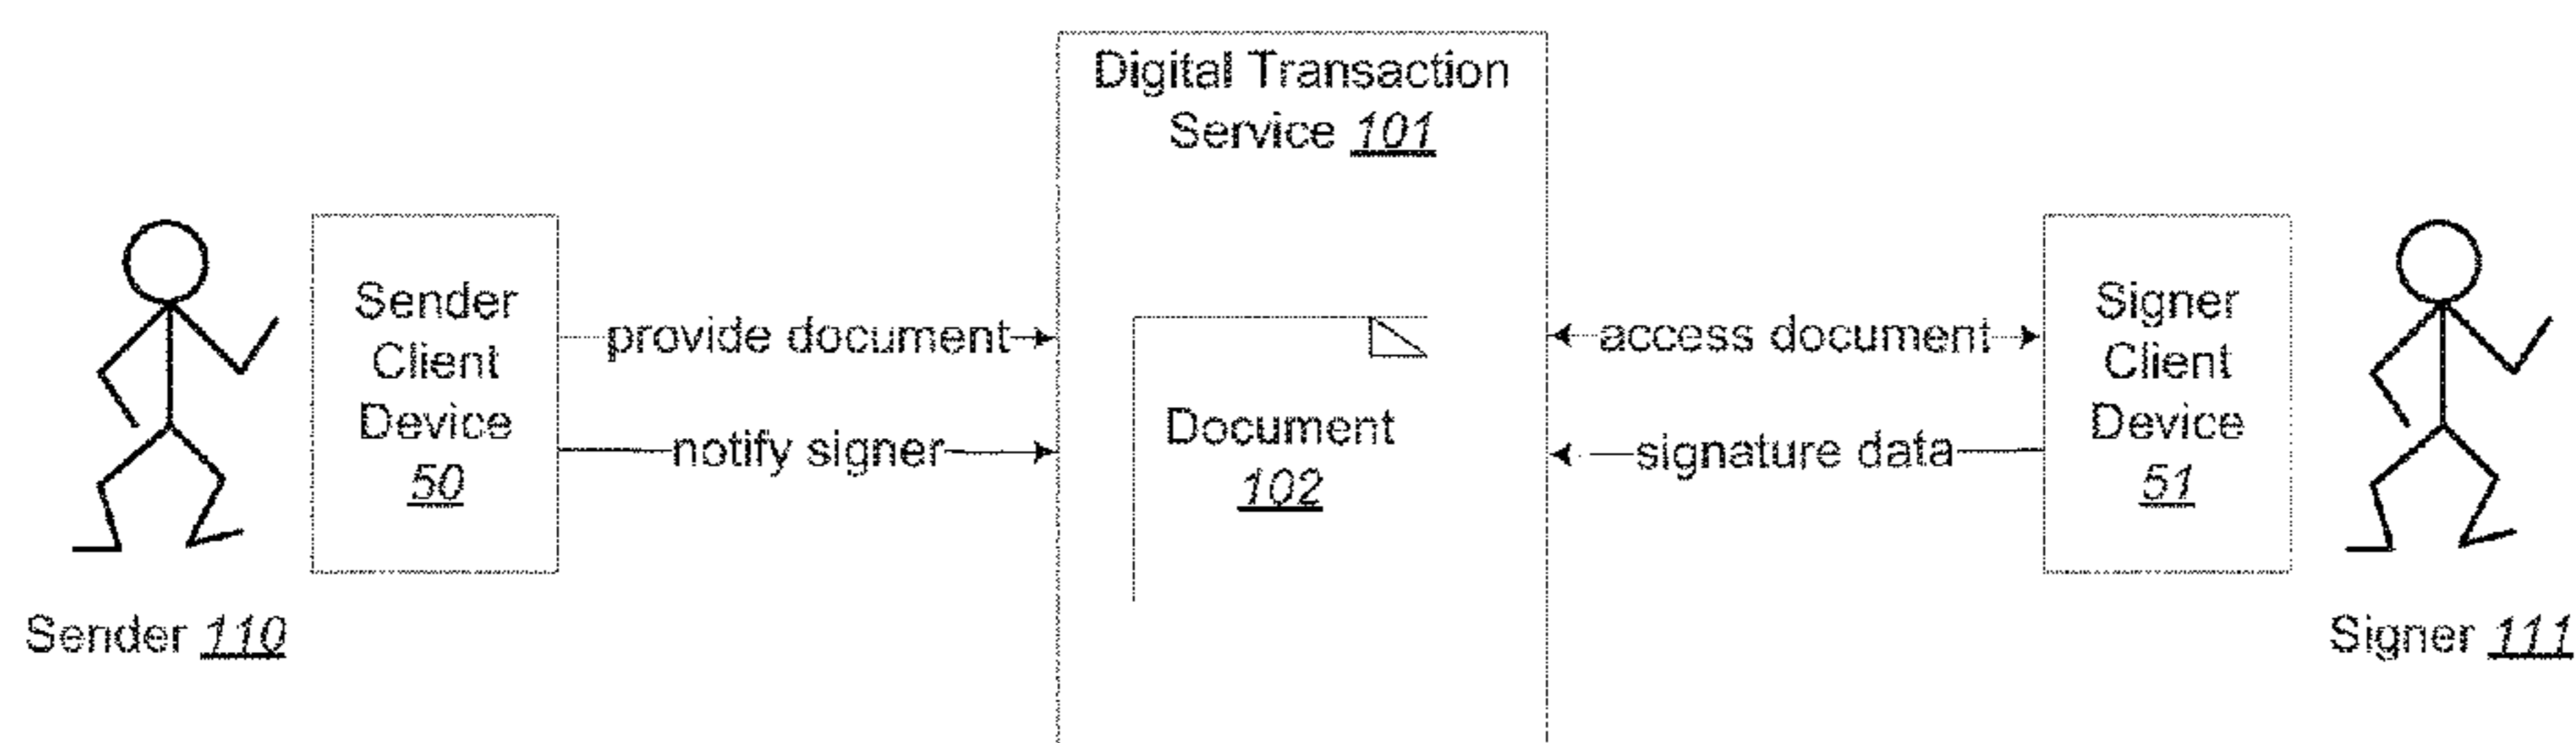 Digital Transaction
Service 101
Sender
Client
Device
50
provide document
notify signer
Document
102
access document
signature data
Signer
Client
Device
51
Sender 110
Signer 111